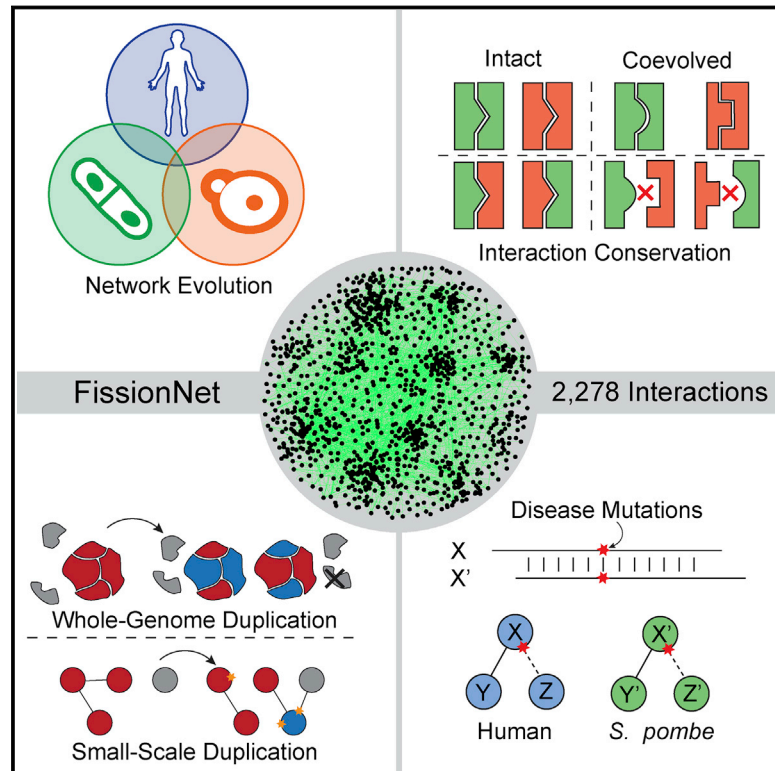 Network Evolution
Intact
Coevolved
Interaction Conservation
FissionNet
2,278 Interactions
Whole-Genome Duplication
Small-Scale Duplication
Disease Mutations
X
X'
X
Y
Z
Human
X'
Y'
Z'
S. pombe